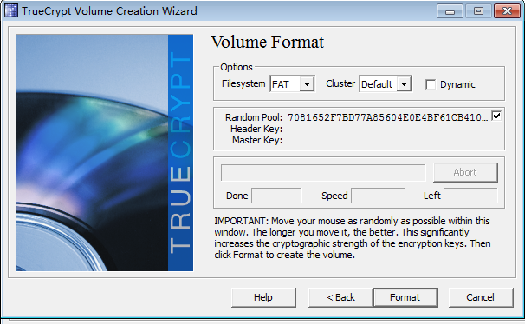 TrueCrypt Volume Creation Wizard
TRUECRYPT
Volume Format
Options
Filesystem FAT Cluster Default Dynamic
Random Pool: 7081652F7BD77A85604E0E4BF61CB410...
Header Key:
Master Key:
Abort
Done Speed Left
IMPORTANT: Move your mouse as randomly as possible within this
window. The longer you move it, the better. This significantly
increases the cryptographic strength of the encryption keys. Then
click Format to create the volume.
Help < Back Format Cancel